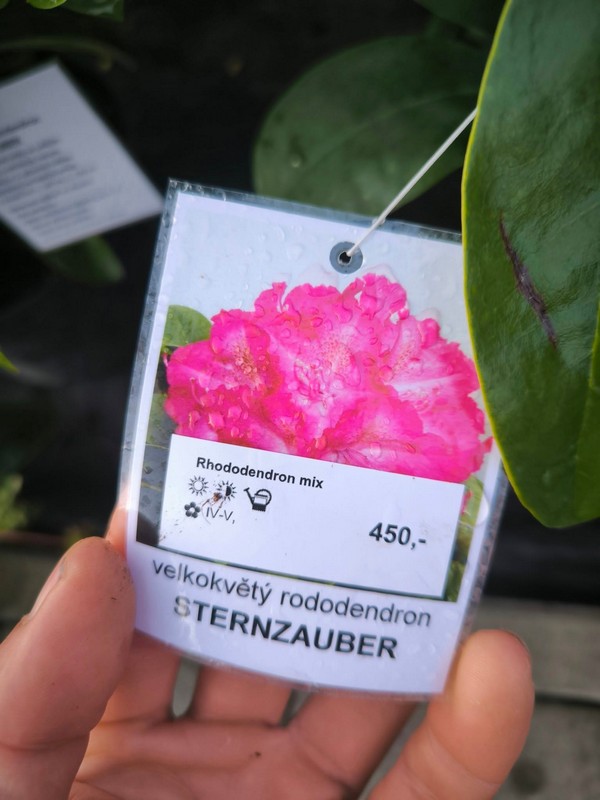 Rhododendron mix
IV-V,
450,-
velkokvětý rododendron
STERNZAUBER